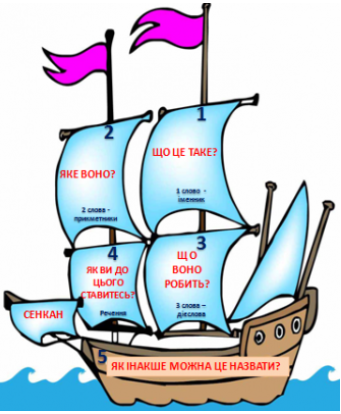 1
ЩО ЦЕ ТАКЕ?
1 слово -
іменник
2
ЯКЕ ВОНО?
2 слова -
прикметники
3
ЩО
ВОНО
РОБИТЬ?
3 слова –
дієслова
4
ЯК ВИ ДО
ЦЬОГО
СТАВИТЕСЬ?
Речення
СЕНКАН
5
ЯК ІНАКШЕ МОЖНА ЦЕ НАЗВАТИ?